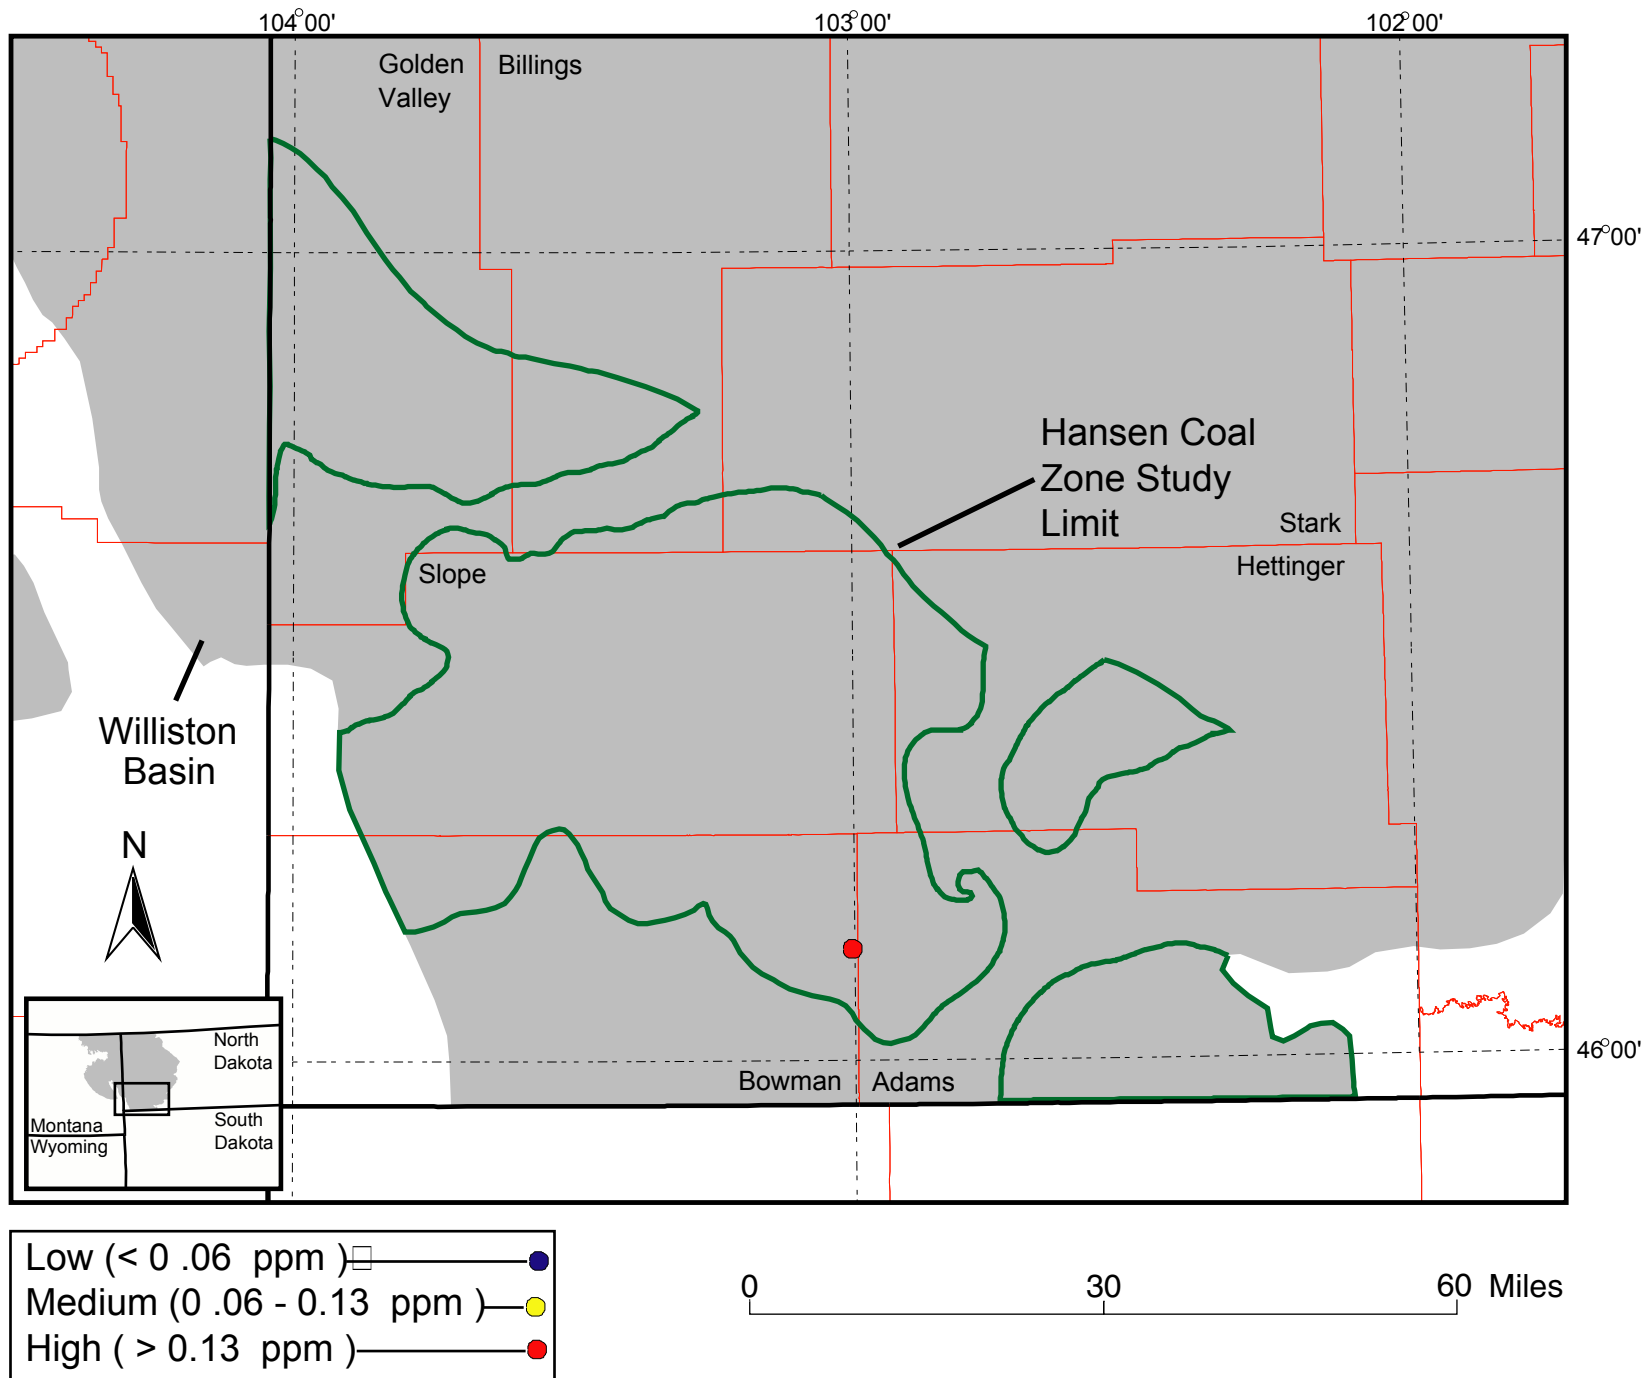 104°00'
103°00'
102°00'
Golden
Valley
Billings
47°00'
Hansen Coal
Zone Study
Limit
Stark
Hettinger
Slope
Williston
Basin
N
46°00'
Bowman
Adams
North
Dakota
South
Dakota
Montana
Wyoming
Low (< 0 .06 ppm )
Medium (0 .06 - 0.13 ppm )
High ( > 0.13 ppm )
0 30 60 Miles